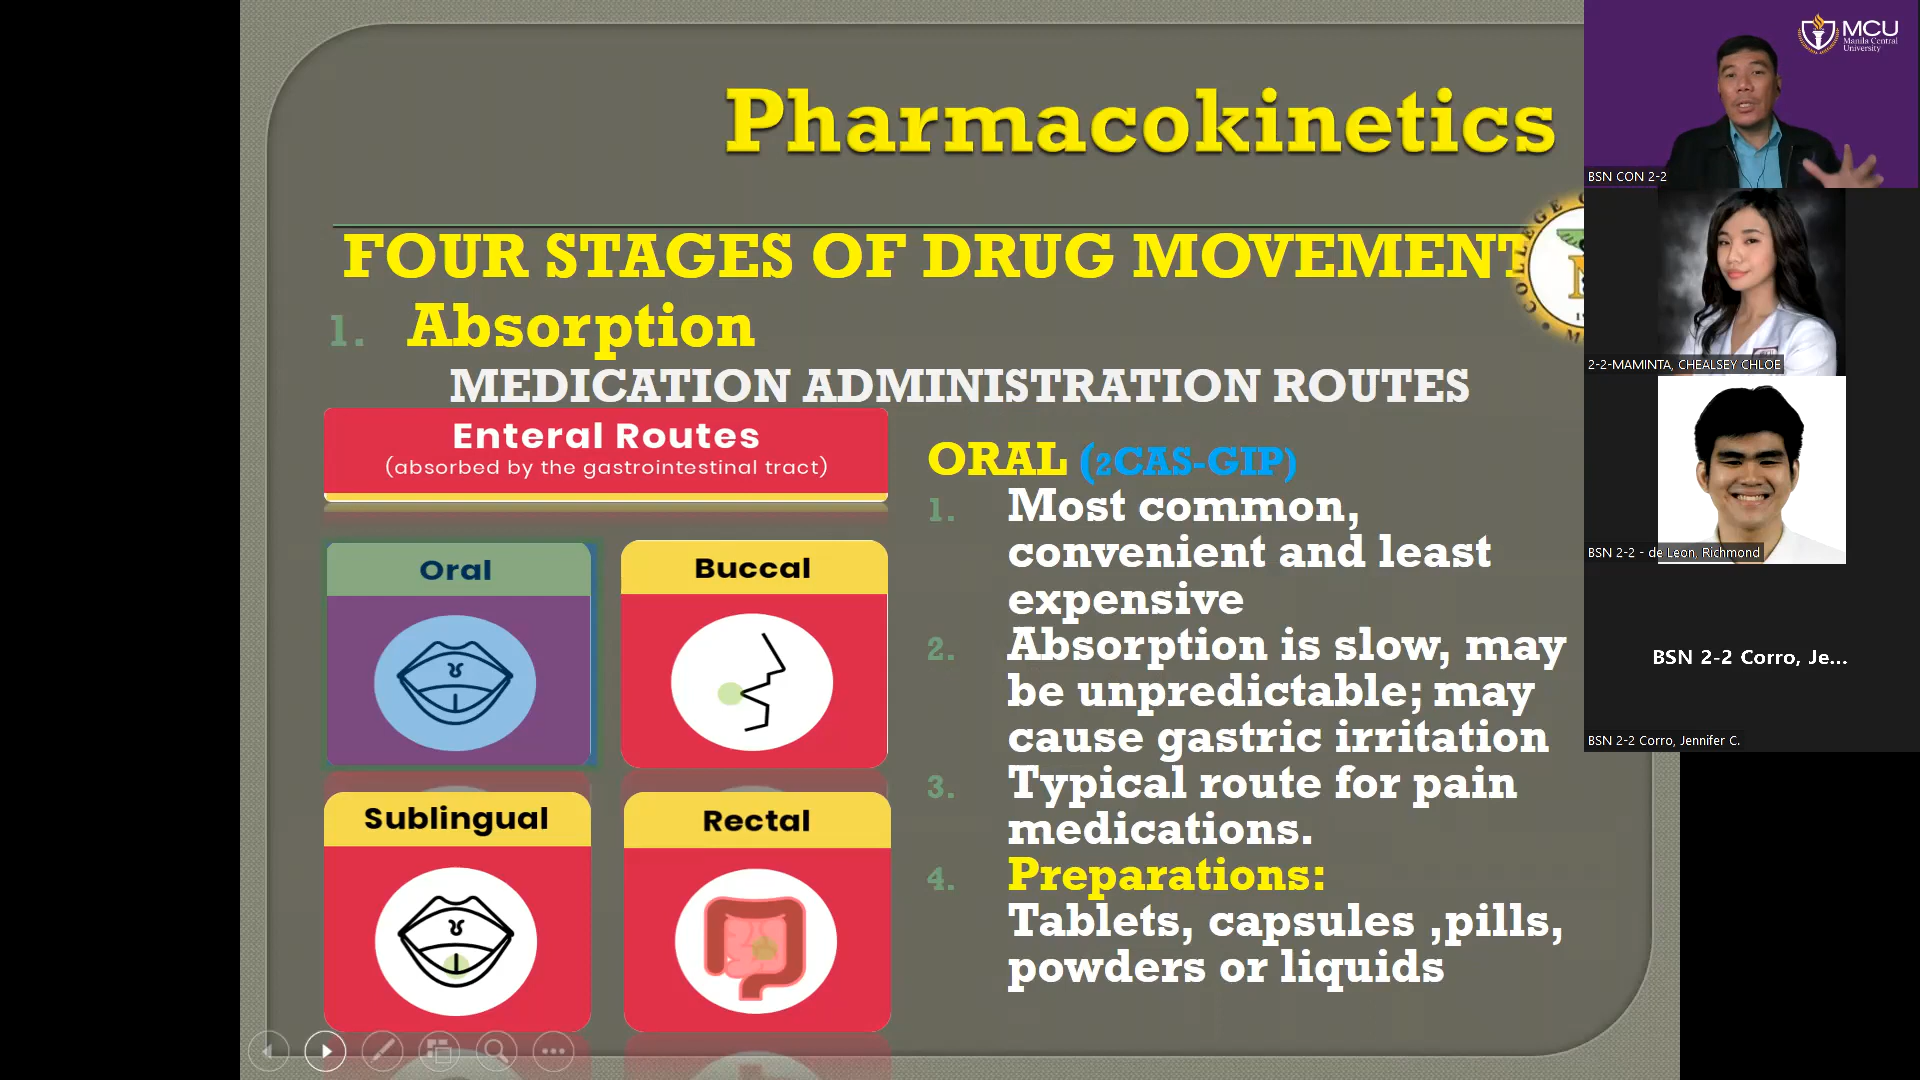 Pharmacokinetics
FOUR STAGES OF DRUG MOVEMENT
1. Absorption
MEDICATION ADMINISTRATION ROUTES
Enteral Routes
(absorbed by the gastrointestinal tract)
Oral
Buccal
Sublingual
Rectal
ORAL (2CAS-GIP)
1. Most common,
convenient and least
expensive
2. Absorption is slow, may
be unpredictable; may
cause gastric irritation
3. Typical route for pain
medications.
4. Preparations:
Tablets, capsules ,pills,
powders or liquids
MCU
Manila Central
University
BSN CON 2-2
2-2-MAMINTA, CHEALSEY CHLOE
BSN 2-2 - de Leon, Richmond
BSN 2-2 Corro, Je...
BSN 2-2 Corro, Jennifer C.